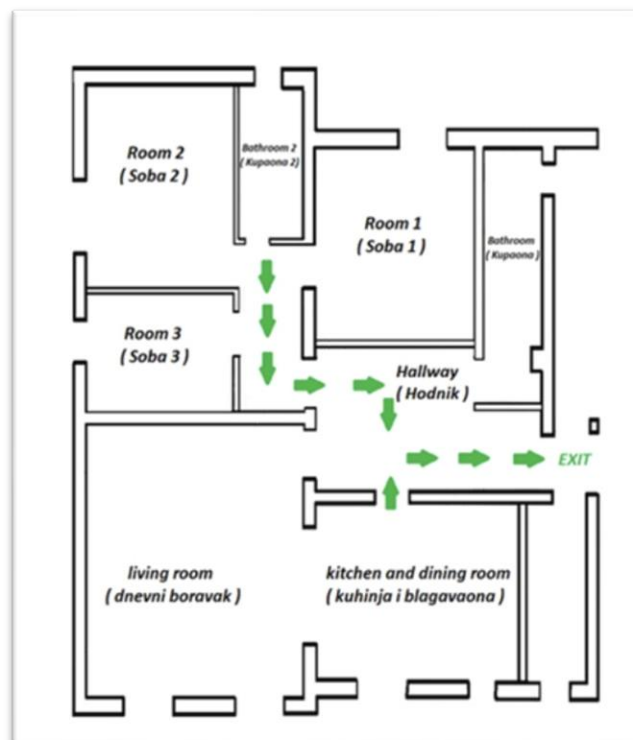 Room 2
( Soba 2 )
Bathroom 2
( Kupaona 2)
Room 1
( Soba 1 )
Bathroom
( Kupaona )
Room 3
( Soba 3 )
Hallway
( Hodnik )
EXIT
living room
( dnevni boravak )
kitchen and dining room
( kuhinja i blagavaona )